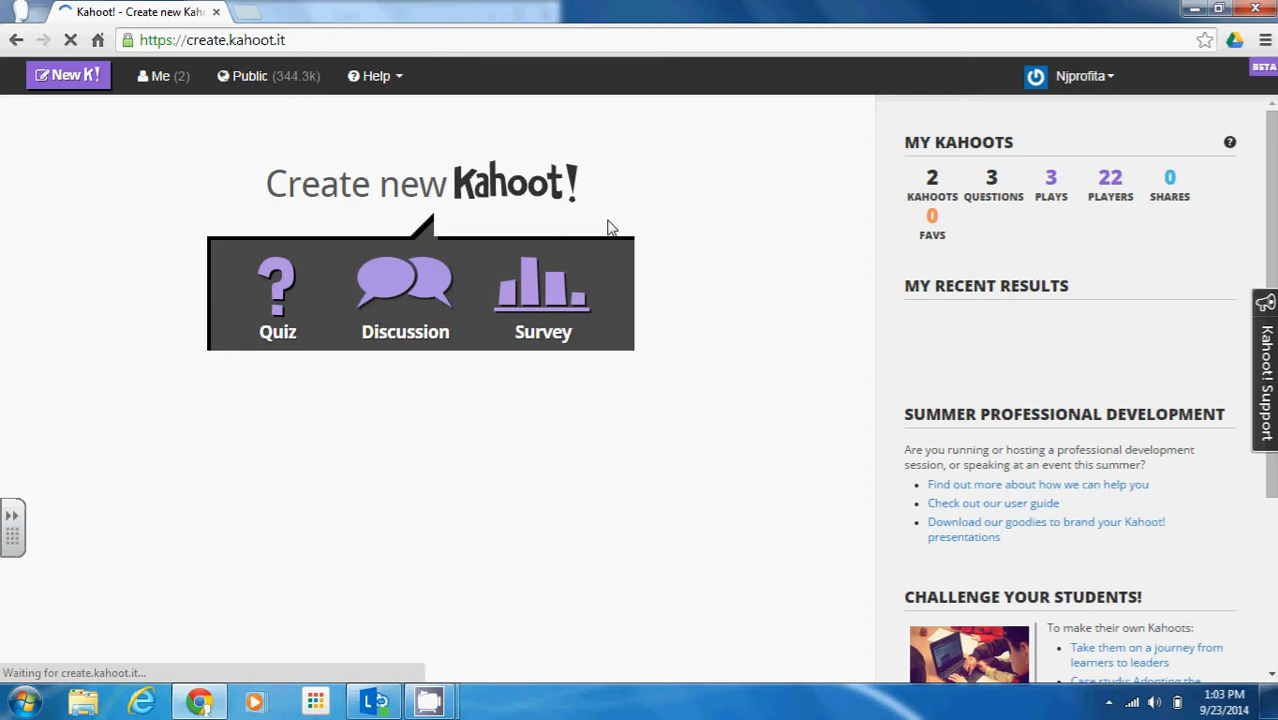 Kahoot! - Create new Kah
https://create.kahoot.it
New K!
Me (2)
Public (344.3k)
Help
Njprofita
BETA
Create new Kahoot!
Quiz
Discussion
Survey
MY KAHOOTS
2
3
3
22
0
KAHOOTS
QUESTIONS
PLAYS
PLAYERS
SHARES
0
FAVS
MY RECENT RESULTS
SUMMER PROFESSIONAL DEVELOPMENT
Are you running or hosting a professional development
session, or speaking at an event this summer?
Find out more about how we can help you
Check out our user guide
Download our goodies to brand your Kahoot!
presentations
CHALLENGE YOUR STUDENTS!
To make their own Kahoots:
Take them on a journey from
learners to leaders
Case study: Adopting the
Kahoot! Support
Waiting for create.kahoot.it...
1:03 PM
9/23/2014